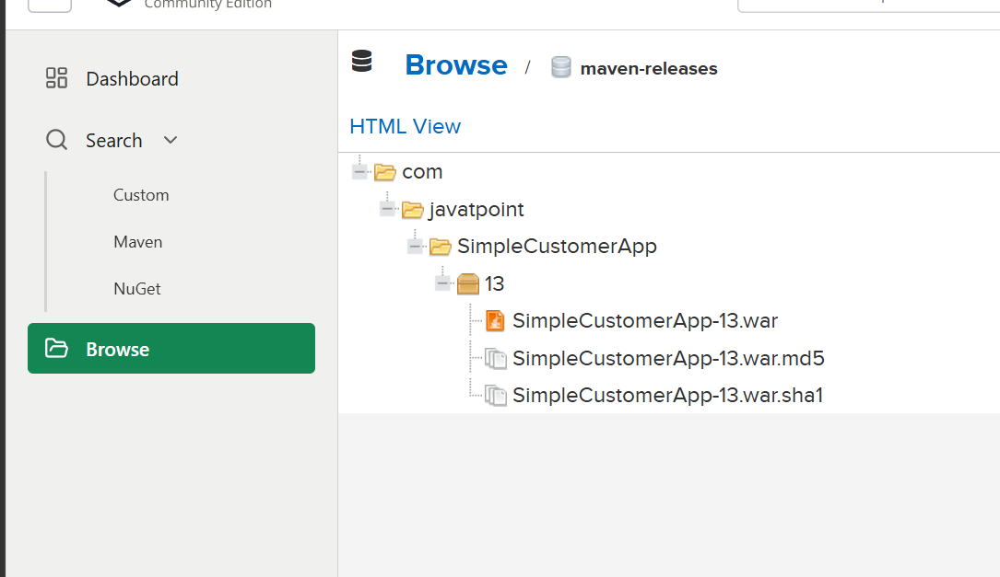 Community Edition
Dashboard
Search
Custom
Maven
NuGet
Browse
Browse / maven-releases
HTML View
com
javatpoint
SimpleCustomerApp
13
SimpleCustomerApp-13.war
SimpleCustomerApp-13.war.md5
SimpleCustomerApp-13.war.sha1